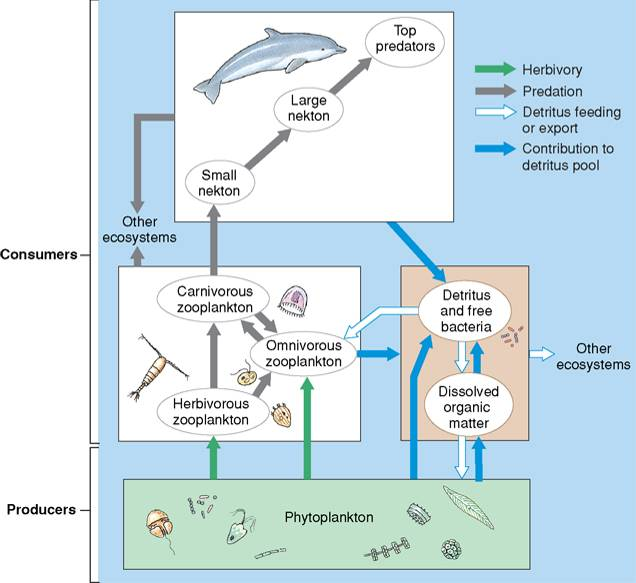 Top
predators
Large
nekton
Small
nekton
Herbivory
Predation
Detritus feeding
or export
Contribution to
detritus pool
Other
ecosystems
Consumers
Carnivorous
zooplankton
Omnivorous
zooplankton
Herbivorous
zooplankton
Detritus
and free
bacteria
Dissolved
organic
matter
Other
ecosystems
Producers
Phytoplankton